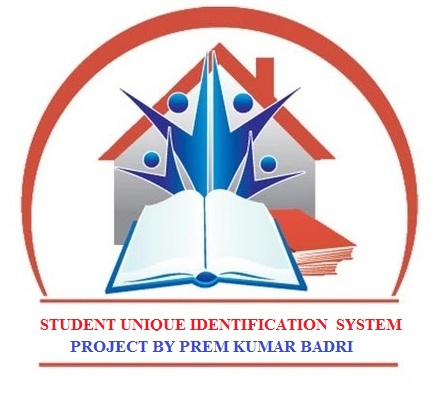 STUDENT UNIQUE IDENTIFICATION SYSTEM
PROJECT BY PREM KUMAR BADRI